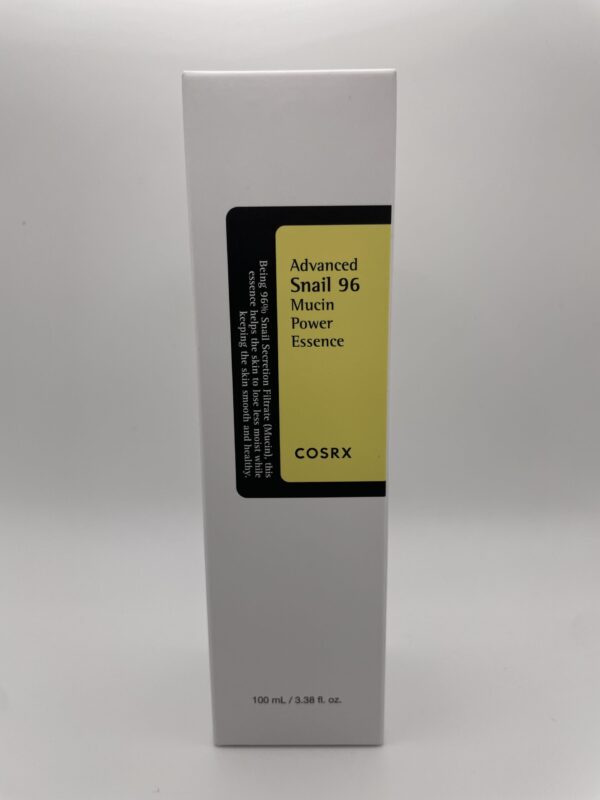 Advanced
Snail 96
Mucin
Power
Essence
COSRX
Being 96% Snail Secretion Filtrate (Mucin), this
essence helps the skin to lose less moist while
keeping the skin smooth and healthy.
100 mL / 3.38 fl. oz.